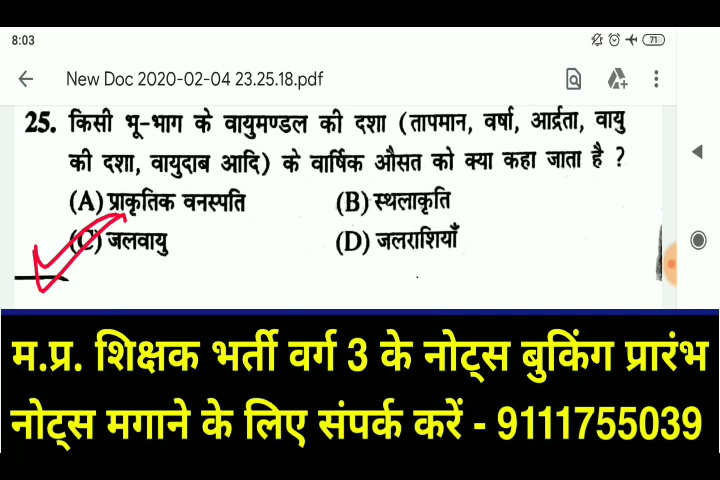 8:03
71
New Doc 2020-02-04 23.25.18.pdf
25. किसी भू-भाग के वायुमण्डल की दशा (तापमान, वर्षा, आर्द्रता, वायु
की दशा, वायुदाब आदि) के वार्षिक औसत को क्या कहा जाता है ?
(A) प्राकृतिक वनस्पति (B) स्थलाकृति
(C) जलवायु (D) जलराशियाँ
म.प्र. शिक्षक भर्ती वर्ग 3 के नोट्स बुकिंग प्रारंभ
नोट्स मगाने के लिए संपर्क करें - 9111755039